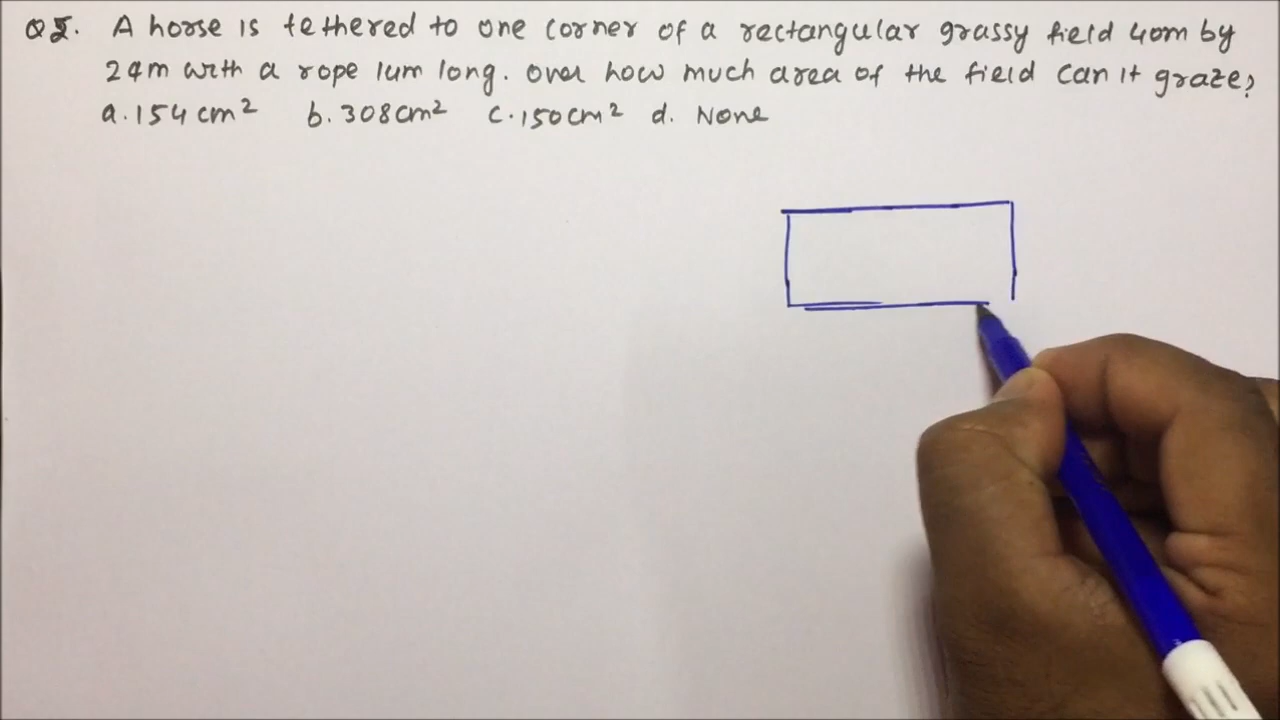 Q5. A horse is tethered to one corner of a rectangular grassy field 40m by
24m with a rope 14m long. Over how much area of the field can it graze?
a. 154 cm² b. 308 cm² c. 150 cm² d. None